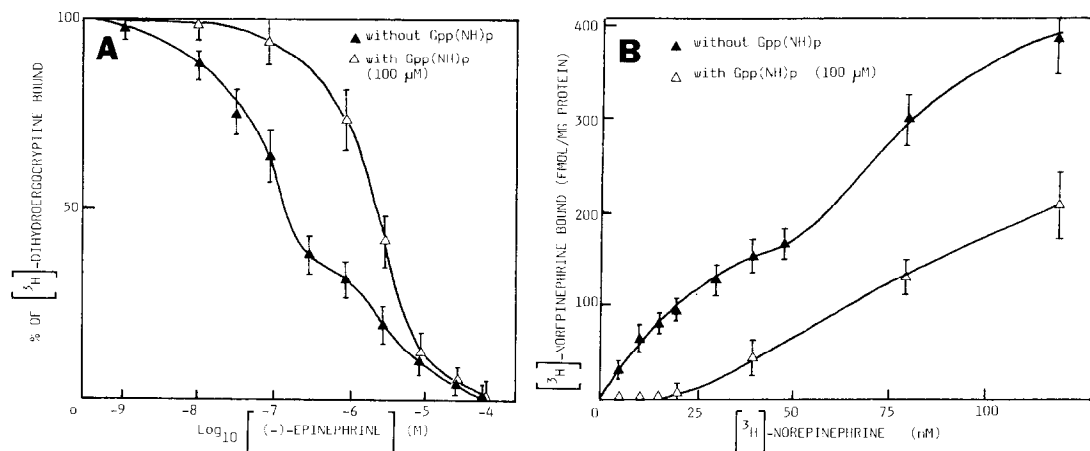 A
100
50
% OF [³H]-DIHYDROERGOCRYPTINE BOUND
▲ without Gpp(NH)p
△ with Gpp(NH)p
(100 µM)
0 -9 -8 -7 -6 -5 -4
Log₁₀ [(-)-EPINEPHRINE] (M)
B
400
300
200
100
[³H]-NOREPINEPHRINE BOUND (FMOL/MG PROTEIN)
▲ without Gpp(NH)p
△ with Gpp(NH)p (100 µM)
0 25 50 75 100
[³H]-NOREPINEPHRINE (nM)